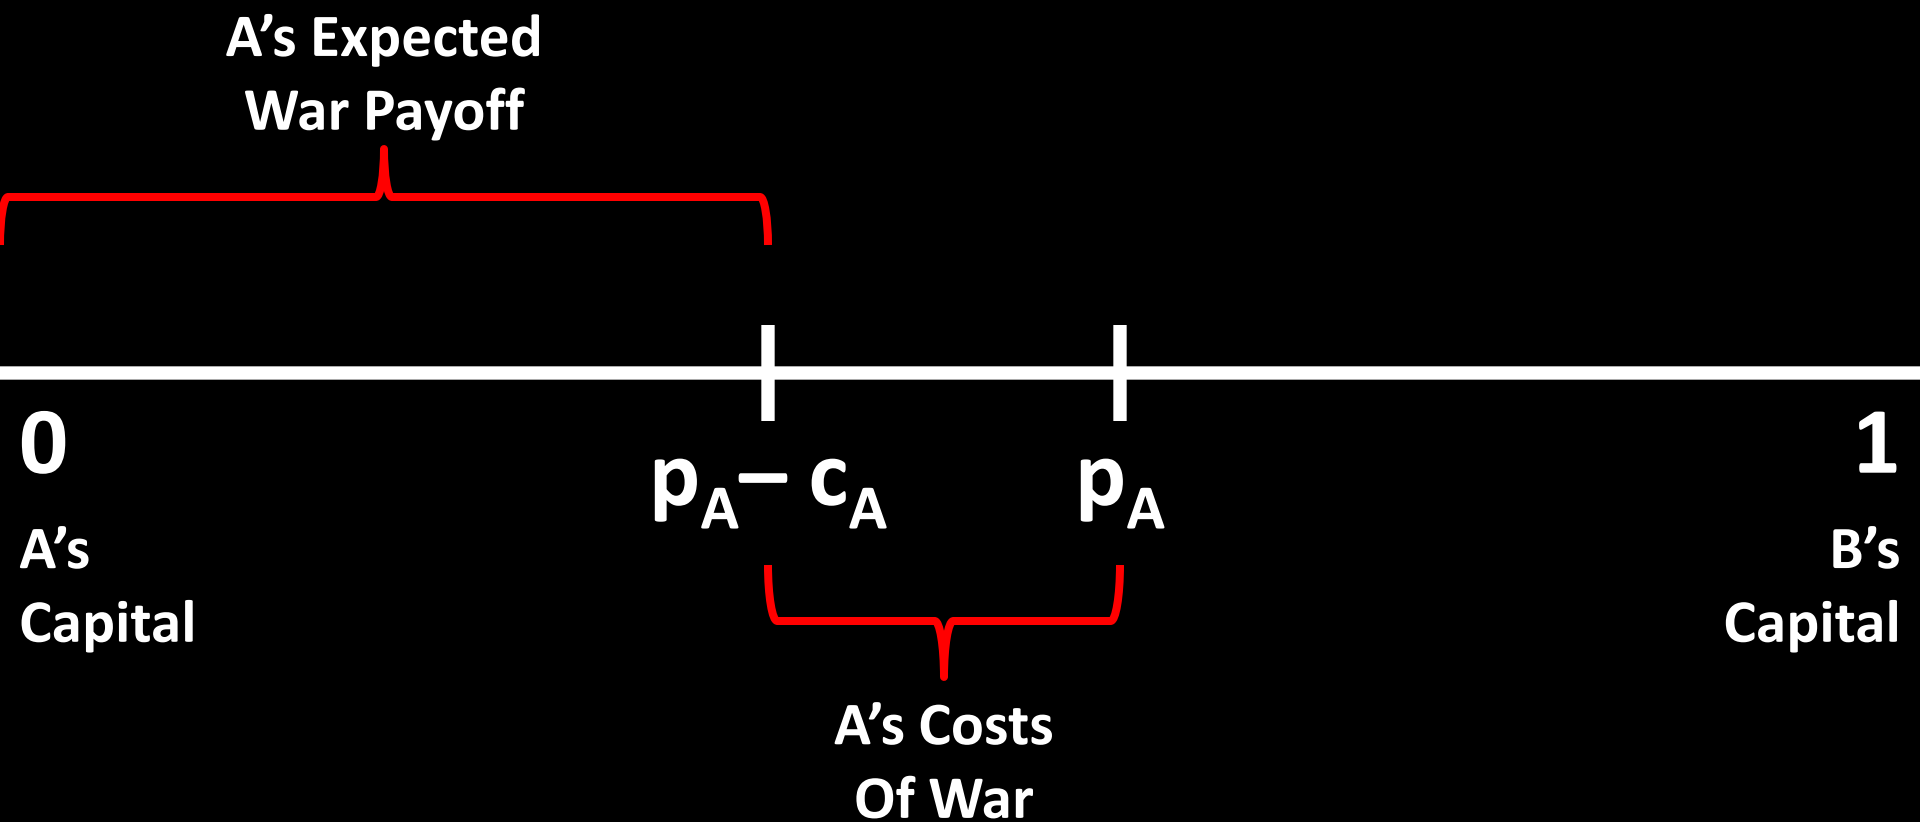 A’s Expected
War Payoff
0
pA– cA
pA
1
A’s
Capital
B’s
Capital
A’s Costs
Of War